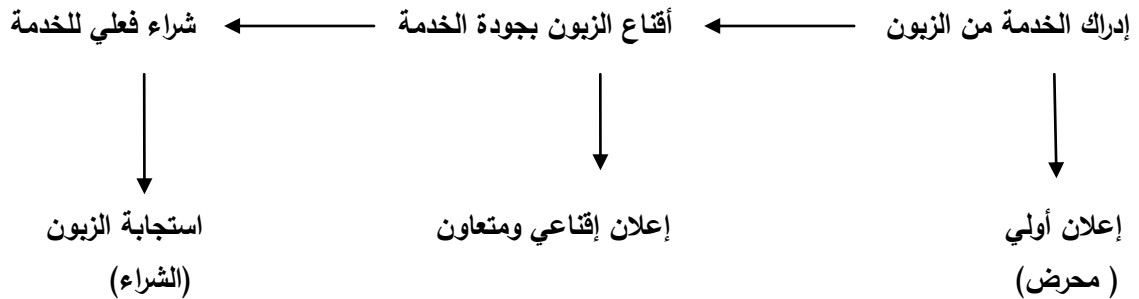 إدراك الخدمة من الزبون
أقناع الزبون بجودة الخدمة
شراء فعلي للخدمة
إعلان أولي
( محرض)
إعلان إقناعي ومتعاون
استجابة الزبون
(الشراء)